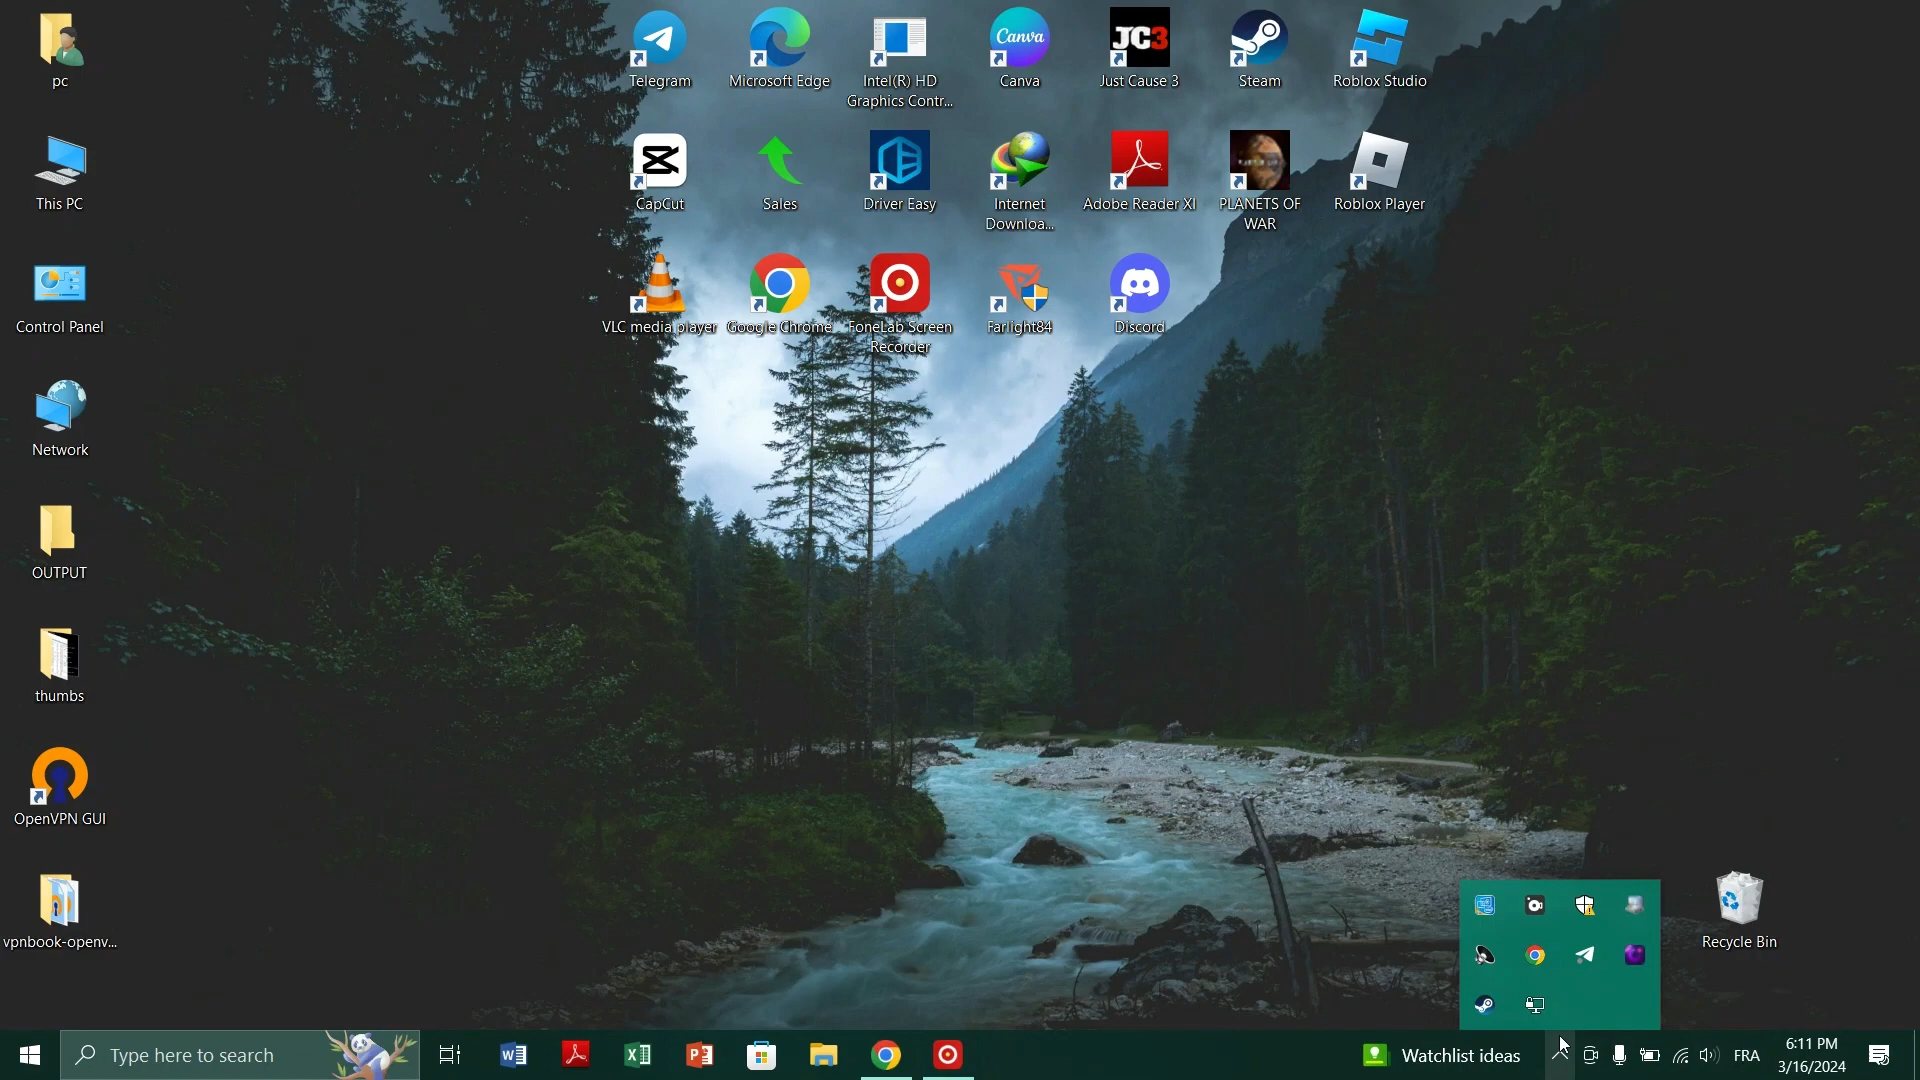 pc
This PC
Control Panel
Network
OUTPUT
thumbs
OpenVPN GUI
vpnbook-openv...
Telegram
Microsoft Edge
Intel(R) HD
Graphics Contr...
Canva
Canva
JC3
Just Cause 3
Steam
Roblox Studio
CapCut
Sales
Driver Easy
Internet
Downloa...
Adobe Reader XI
PLANETS OF
WAR
Roblox Player
VLC media player
Google Chrome
FoneLab Screen
Recorder
Farlight84
Discord
Recycle Bin
Type here to search
Watchlist ideas
FRA
6:11 PM
3/16/2024